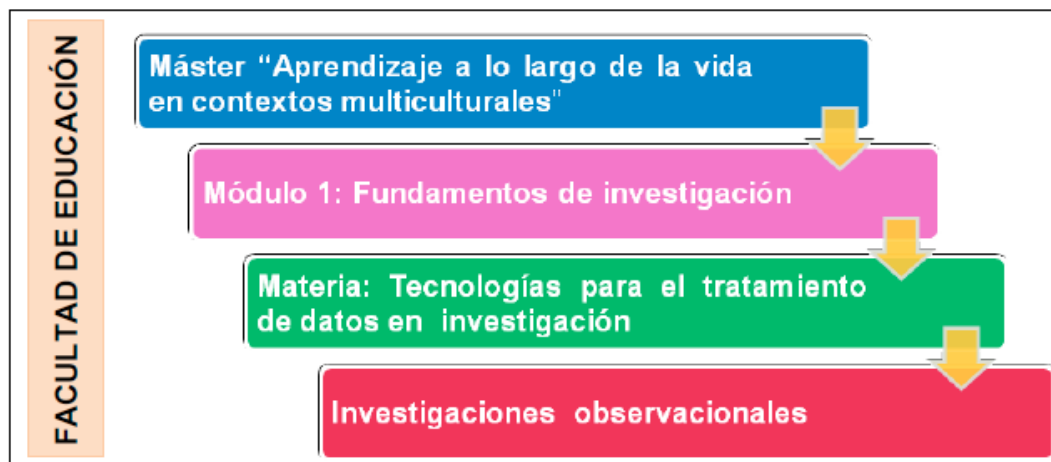 FACULTAD DE EDUCACIÓN
Máster “Aprendizaje a lo largo de la vida
en contextos multiculturales"
Módulo 1: Fundamentos de investigación
Materia: Tecnologías para el tratamiento
de datos en investigación
Investigaciones observacionales